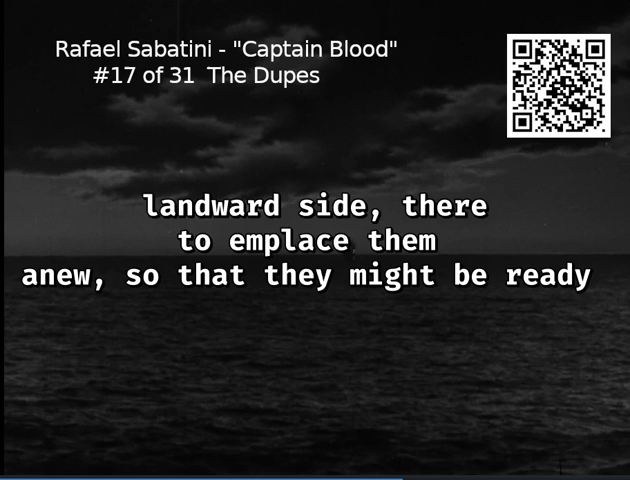 Rafael Sabatini - "Captain Blood"
#17 of 31  The Dupes
landward side, there
to emplace them
anew, so that they might be ready